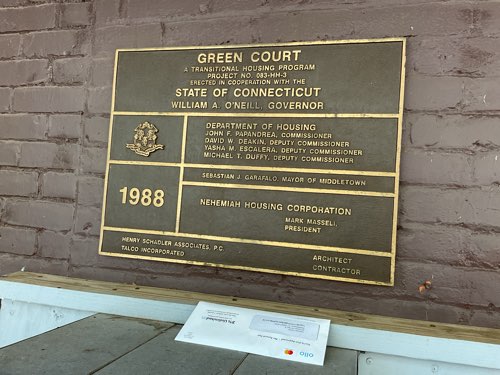 GREEN COURT
A TRANSITIONAL HOUSING PROGRAM
PROJECT NO. 083-HH-3
ERECTED IN COOPERATION WITH THE
STATE OF CONNECTICUT
WILLIAM A. O'NEILL, GOVERNOR
DEPARTMENT OF HOUSING
JOHN F. PAPANDREA, COMMISSIONER
DAVID W. DEAKIN, DEPUTY COMMISSIONER
YASHA M. ESCALERA, DEPUTY COMMISSIONER
MICHAEL T. DUFFY, DEPUTY COMMISSIONER
SEBASTIAN J. GARAFALO, MAYOR OF MIDDLETOWN
1988
NEHEMIAH HOUSING CORPORATION
MARK MASSELLI,
PRESIDENT
HENRY SCHADLER ASSOCIATES, P.C.
ARCHITECT
TALCO INCORPORATED
CONTRACTOR